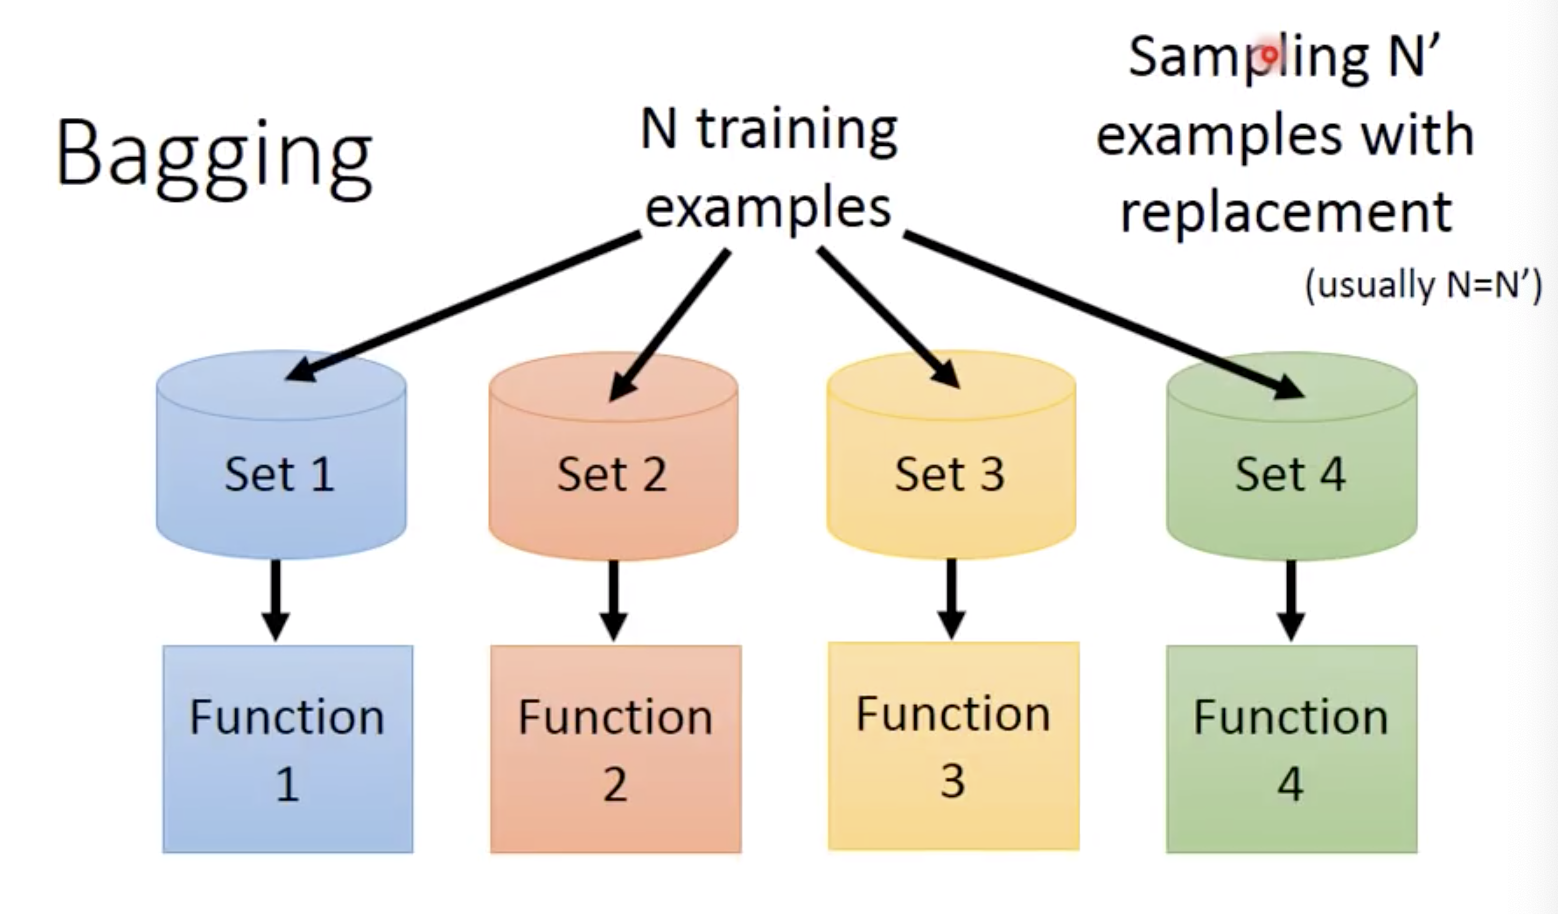 Bagging
N training
examples
Sampling N’
examples with
replacement
(usually N=N’)
Set 1
Set 2
Set 3
Set 4
Function
1
Function
2
Function
3
Function
4